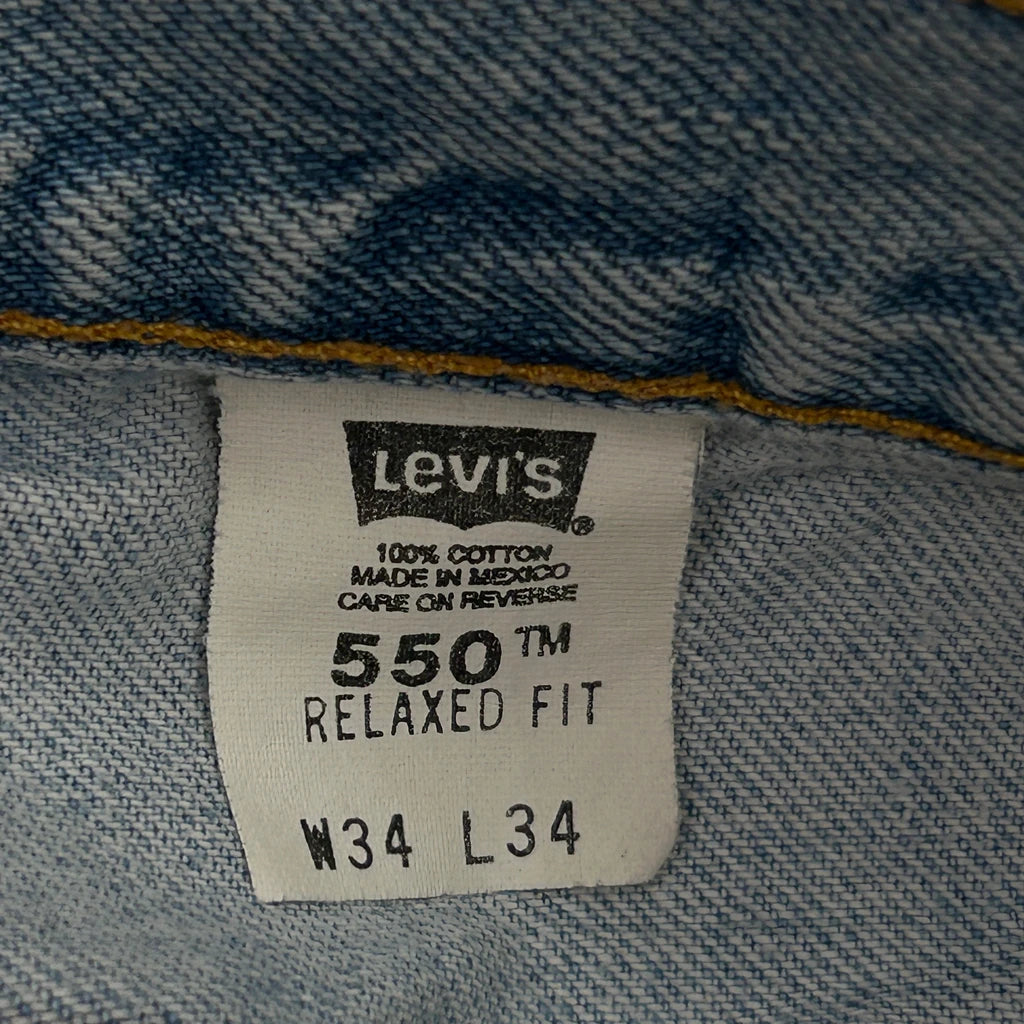 Levi's®
100% COTTON
MADE IN MEXICO
CARE ON REVERSE
550™
RELAXED FIT
W34 L34